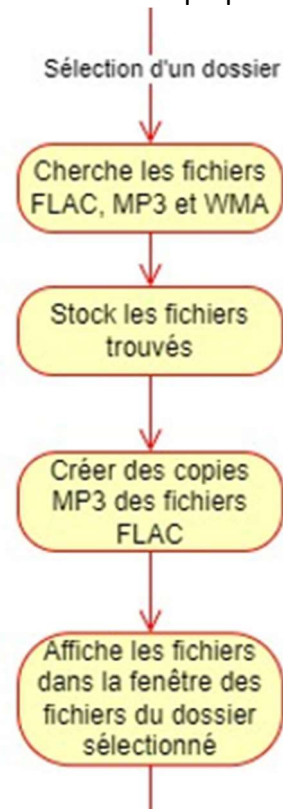 Sélection d'un dossier
Cherche les fichiers
FLAC, MP3 et WMA
Stock les fichiers
trouvés
Créer des copies
MP3 des fichiers
FLAC
Affiche les fichiers
dans la fenêtre des
fichiers du dossier
sélectionné